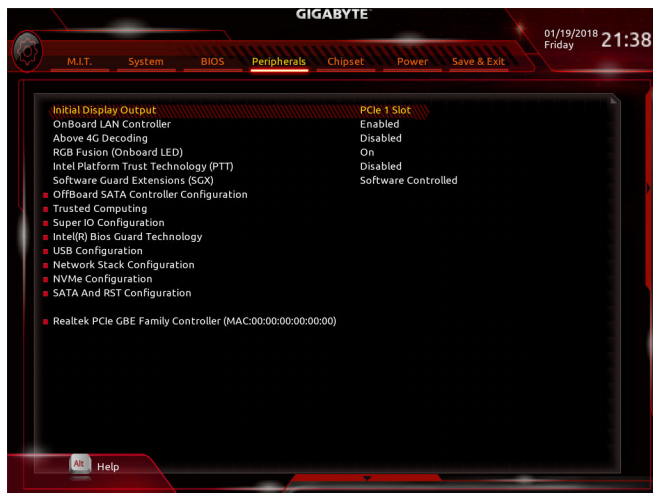 GIGABYTE™
01/19/2018
Friday
21:38
M.I.T. System BIOS Peripherals Chipset Power Save & Exit
Initial Display Output PCIe 1 Slot
OnBoard LAN Controller Enabled
Above 4G Decoding Disabled
RGB Fusion (Onboard LED) On
Intel Platform Trust Technology (PTT) Disabled
Software Guard Extensions (SGX) Software Controlled
OffBoard SATA Controller Configuration
Trusted Computing
Super IO Configuration
Intel(R) Bios Guard Technology
USB Configuration
Network Stack Configuration
NVMe Configuration
SATA And RST Configuration
Realtek PCIe GBE Family Controller (MAC:00:00:00:00:00:00)
Alt Help